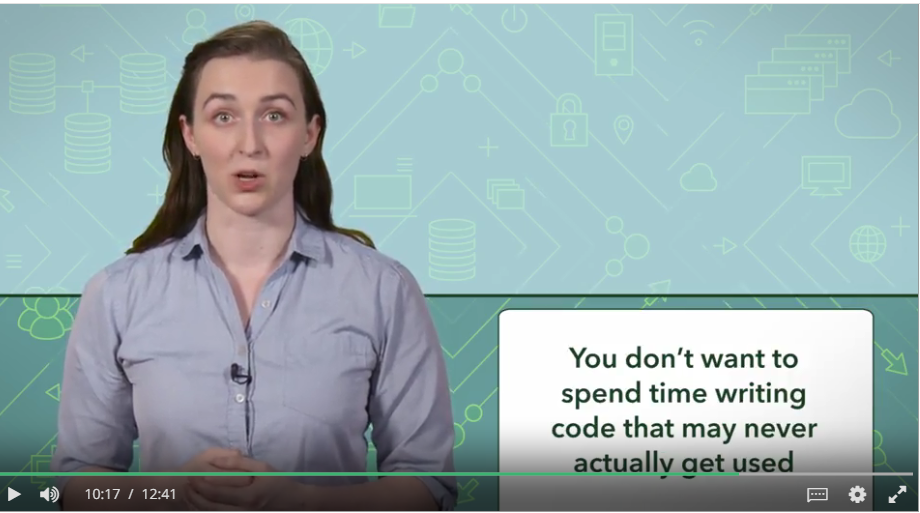 You don't want to
spend time writing
code that may never
actually get used
10:17 / 12:41